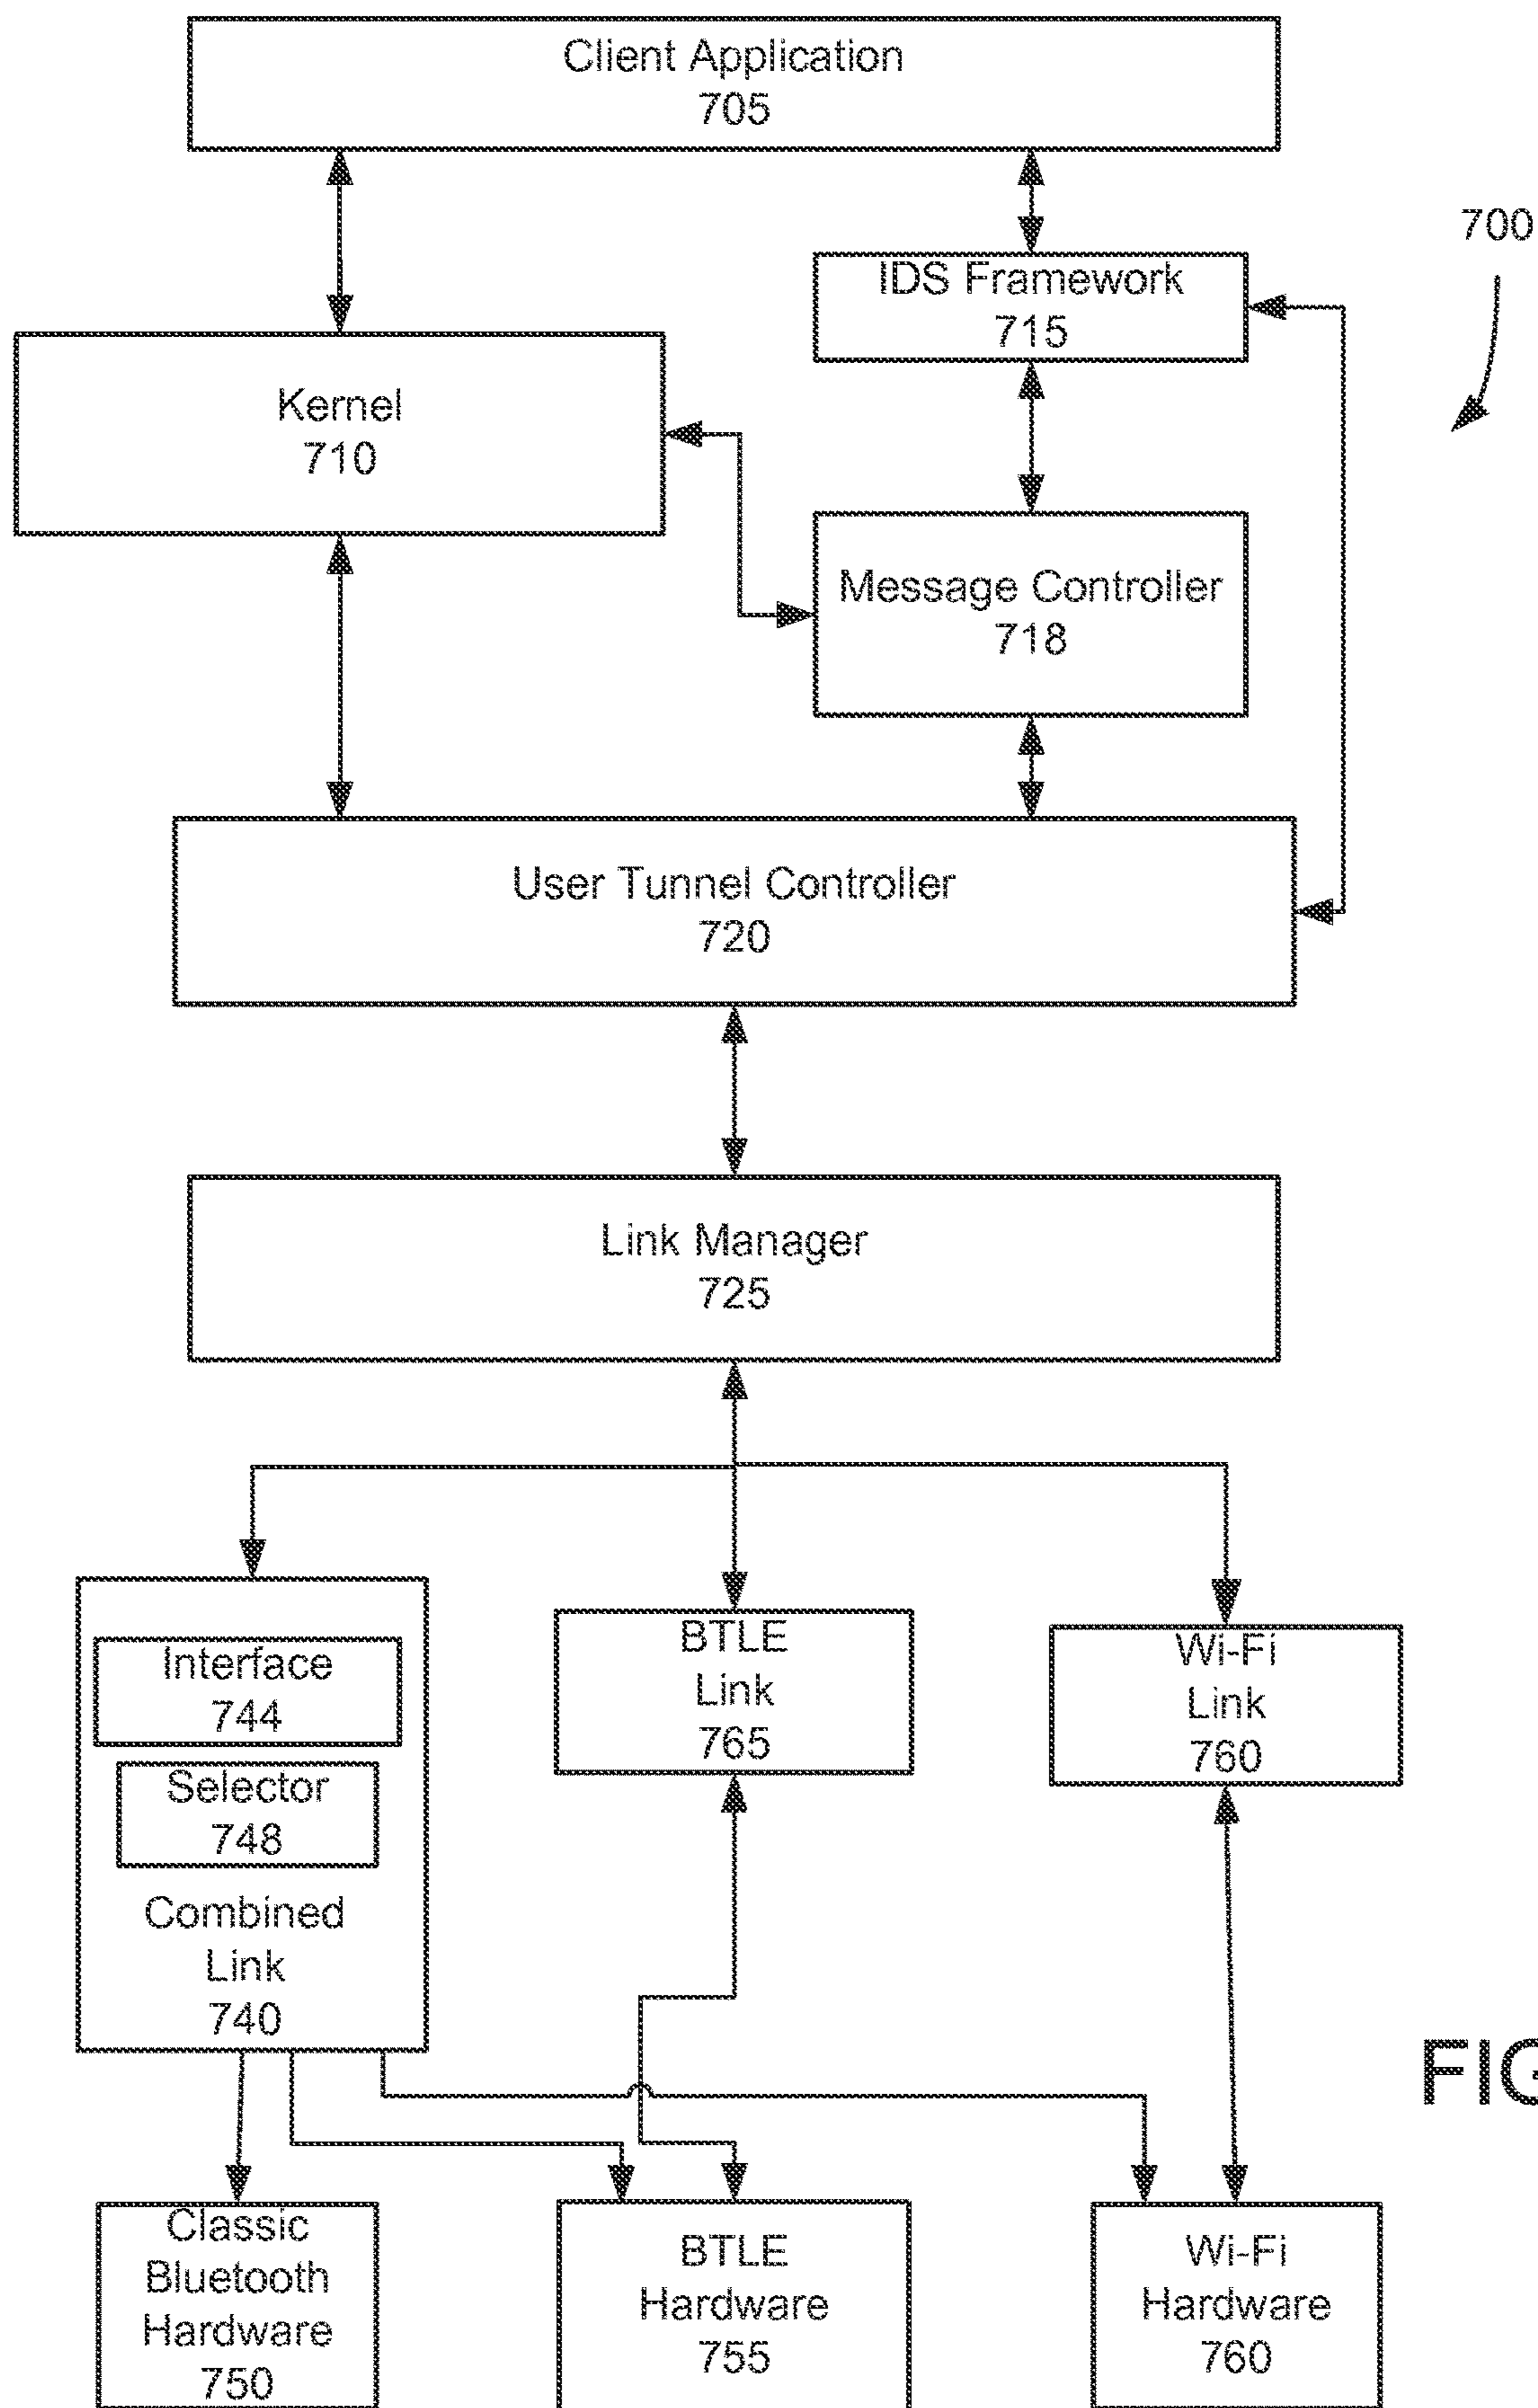 Client Application
705
700
IDS Framework
715
Kernel
710
Message Controller
718
User Tunnel Controller
720
Link Manager
725
Interface
744
Selector
748
Combined
Link
740
BTLE
Link
765
Wi-Fi
Link
760
FIG
Classic
Bluetooth
Hardware
750
BTLE
Hardware
755
Wi-Fi
Hardware
760